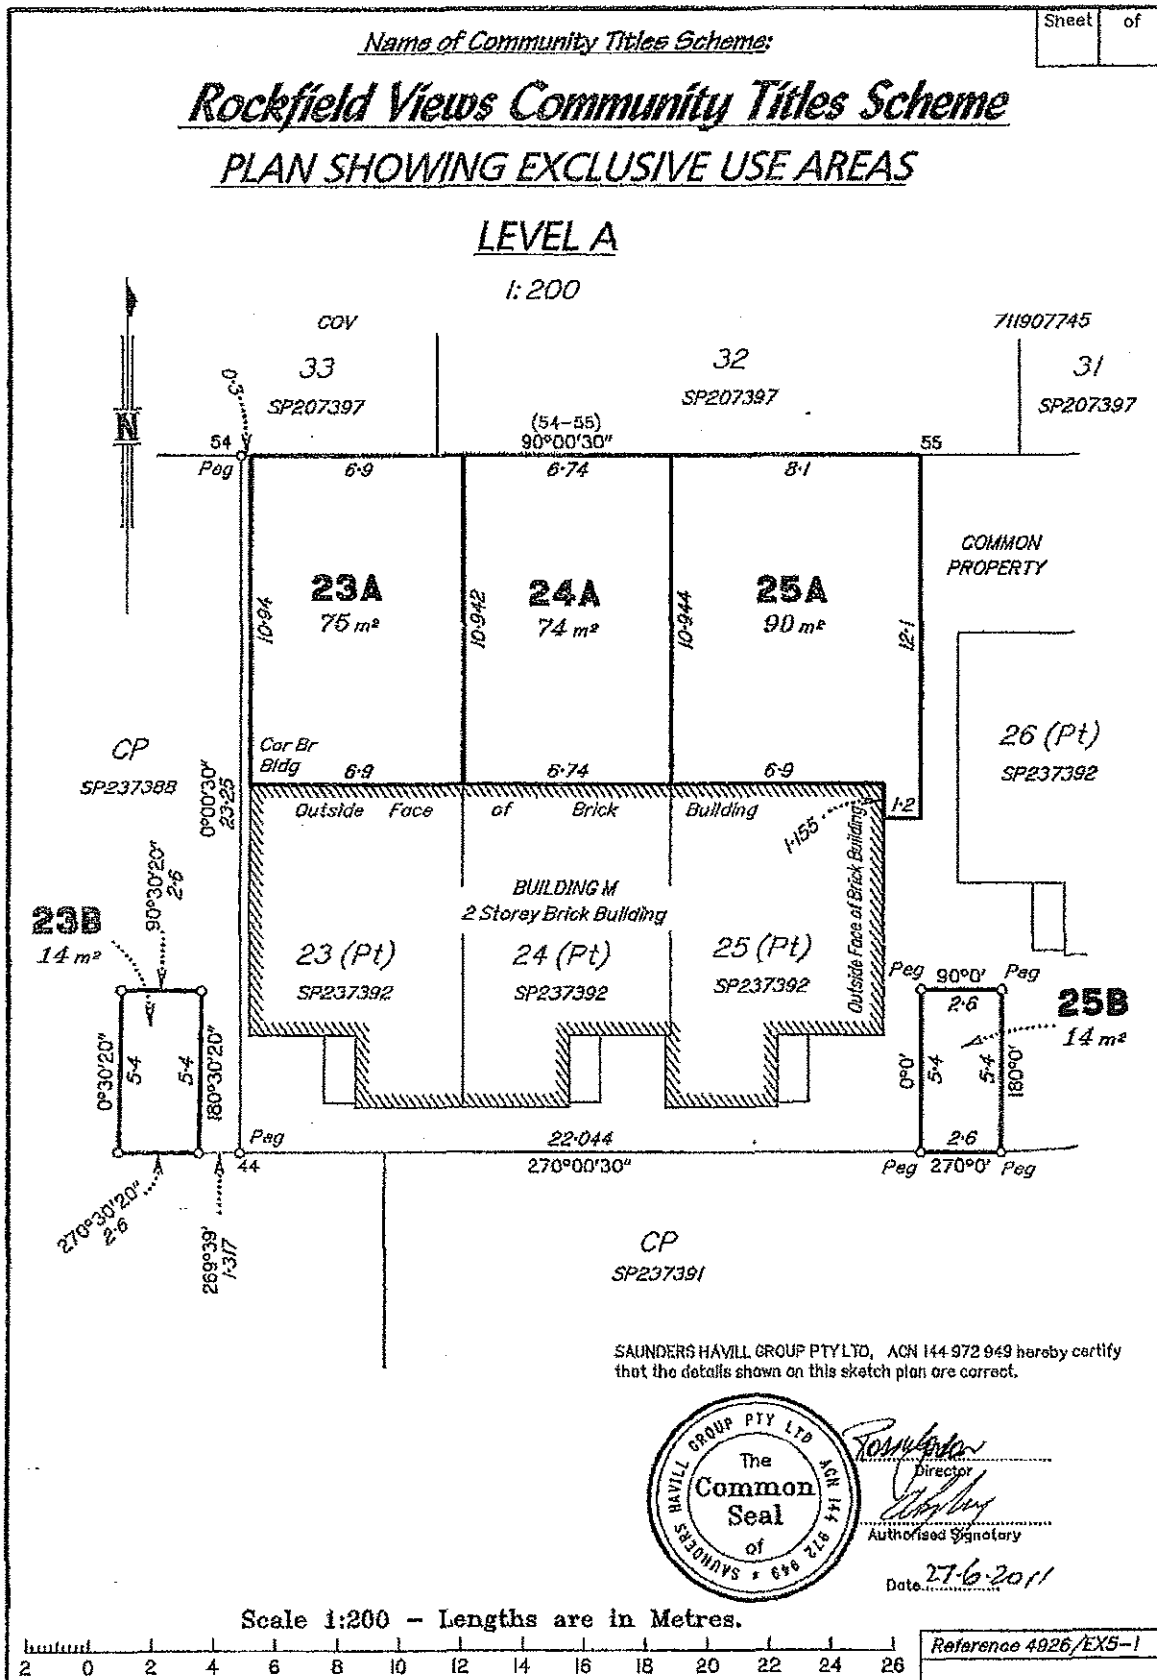 Sheet of
Name of Community Titles Scheme:
Rockfield Views Community Titles Scheme
PLAN SHOWING EXCLUSIVE USE AREAS
LEVEL A
1:200
COV
711907745
33
32
31
SP207397
SP207397
SP207397
N
0·3
54
(54-55)
90°00'30"
55
Peg
6·9
6·74
8·1
COMMON
PROPERTY
23A
75 m²
24A
74 m²
25A
90 m²
10·94
10·942
10·944
12·1
CP
SP237388
0°00'30"
23·25
Cor Br
Bldg
6·9
6·74
6·9
26 (Pt)
SP237392
Outside Face of Brick Building
1·155
1·2
Outside Face of Brick Building
BUILDING M
2 Storey Brick Building
23B
14 m²
90°30'20"
2·6
23 (Pt)
SP237392
24 (Pt)
SP237392
25 (Pt)
SP237392
Peg 90°0' Peg
2·6
25B
14 m²
0°30'20"
5·4
5·4
180°30'20"
0°0'
5·4
5·4
180°0'
Peg
44
22·044
270°00'30"
2·6
Peg 270°0' Peg
270°30'20"
2·6
269°39'
1·317
CP
SP237391
SAUNDERS HAVILL GROUP PTY LTD, ACN 144 972 949 hereby certify
that the details shown on this sketch plan are correct.
SAUNDERS HAVILL GROUP PTY LTD ACN 144 972 949 *
The
Common
Seal
of
Director
Authorised Signatory
Date 27·6·2011
Scale 1:200 - Lengths are in Metres.
2 0 2 4 6 8 10 12 14 16 18 20 22 24 26
Reference 4926/EX5-1